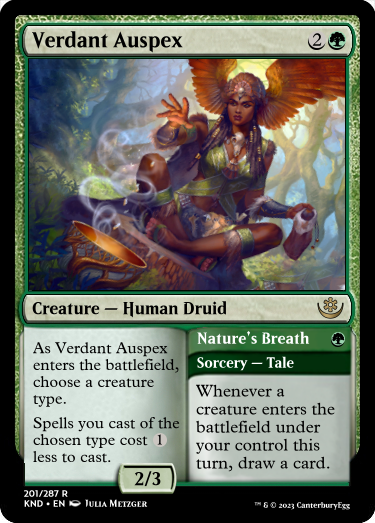 Verdant Auspex 2
Creature — Human Druid
As Verdant Auspex
enters the battlefield,
choose a creature
type.
Spells you cast of the
chosen type cost 1
less to cast.
Nature's Breath
Sorcery — Tale
Whenever a
creature enters the
battlefield under
your control this
turn, draw a card.
2/3
201/287 R
KND • EN Julia Metzger
™ & © 2023 CanterburyEgg